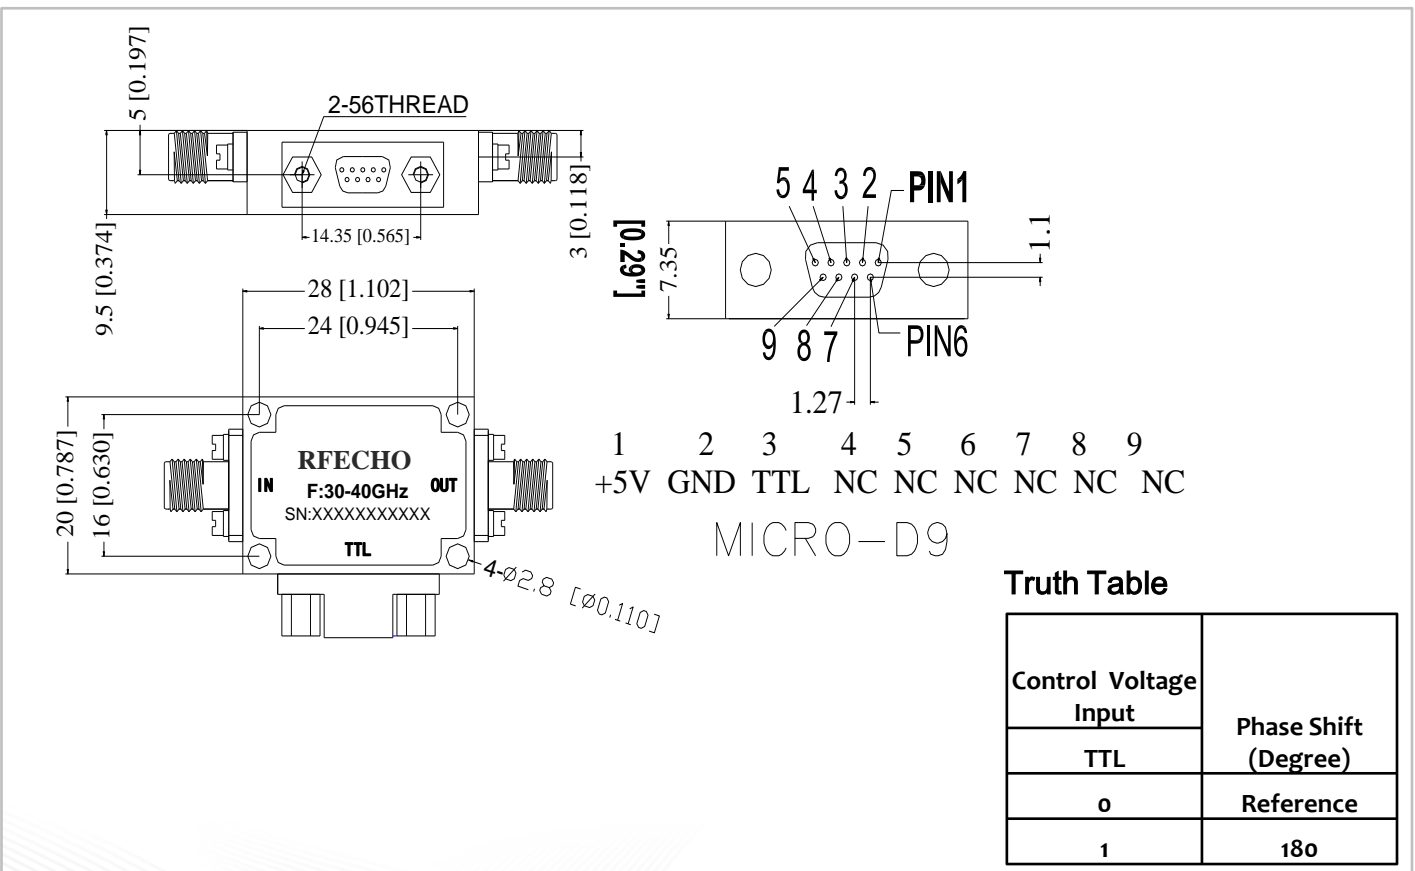 5 [0.197]
2-56THREAD
9.5 [0.374]
14.35 [0.565]
3 [0.118]
5 4 3 2 PIN1
[0.29"]
7.35
1.1
9 8 7 PIN6
1.27
28 [1.102]
24 [0.945]
20 [0.787]
16 [0.630]
RFECHO
IN F:30-40GHz OUT
SN:XXXXXXXXXXX
TTL
4-⌀2.8 [⌀0.110]
1 2 3 4 5 6 7 8 9
+5V GND TTL NC NC NC NC NC NC
MICRO-D9
Truth Table
Control Voltage
Input
Phase Shift
(Degree)
TTL
0 Reference
1 180